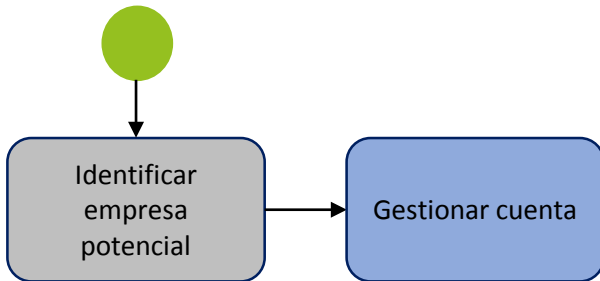 Identificar
empresa
potencial
Gestionar cuenta